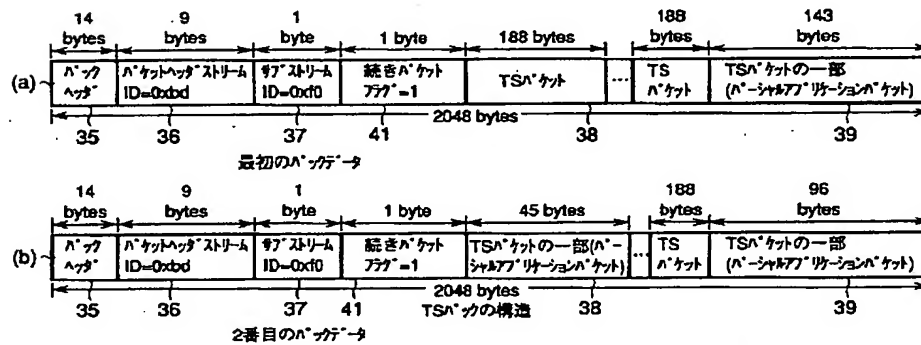 14 bytes
9 bytes
1 byte
1 byte
188 bytes
188 bytes
143 bytes
(a)
パック ヘッダ
パケットヘッダストリーム ID=0xbd
サブストリーム ID=0xf0
続きパケット フラグ=1
TSパケット
...
TS パケット
TSパケットの一部 (パーシャルアプリケーションパケット)
2048 bytes
35
36
37
41
38
39
最初のパックデータ
14 bytes
9 bytes
1 byte
1 byte
45 bytes
188 bytes
96 bytes
(b)
パック ヘッダ
パケットヘッダストリーム ID=0xbd
サブストリーム ID=0xf0
続きパケット フラグ=1
TSパケットの一部(パーシャルアプリケーションパケット)
...
TS パケット
TSパケットの一部 (パーシャルアプリケーションパケット)
2048 bytes
35
36
37
41
TSパックの構造
38
39
2番目のパックデータ